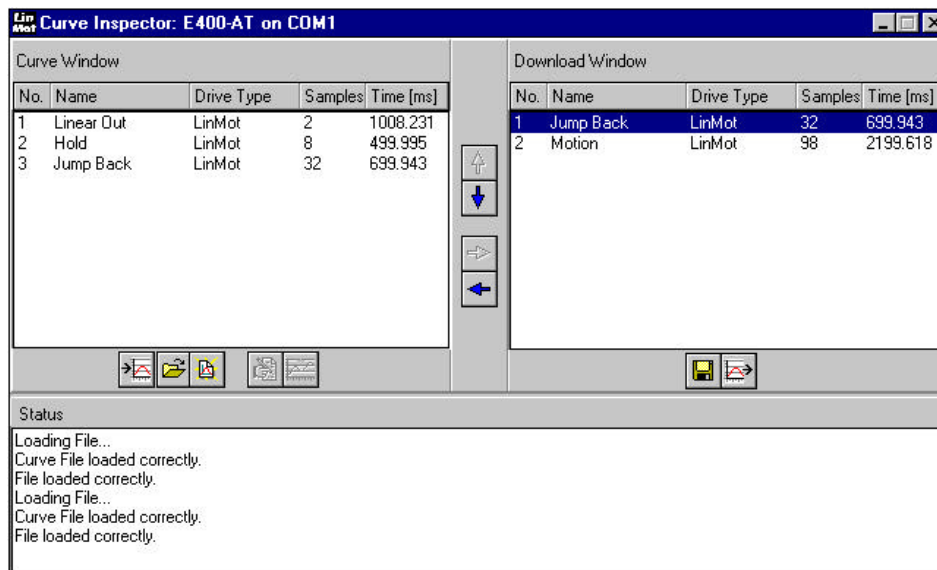 Lin Mot Curve Inspector: E400-AT on COM1
Curve Window
No. Name Drive Type Samples Time [ms]
1 Linear Out LinMot 2 1008.231
2 Hold LinMot 8 499.995
3 Jump Back LinMot 32 699.943
Download Window
No. Name Drive Type Samples Time [ms]
1 Jump Back LinMot 32 699.943
2 Motion LinMot 98 2199.618
Status
Loading File...
Curve File loaded correctly.
File loaded correctly.
Loading File...
Curve File loaded correctly.
File loaded correctly.